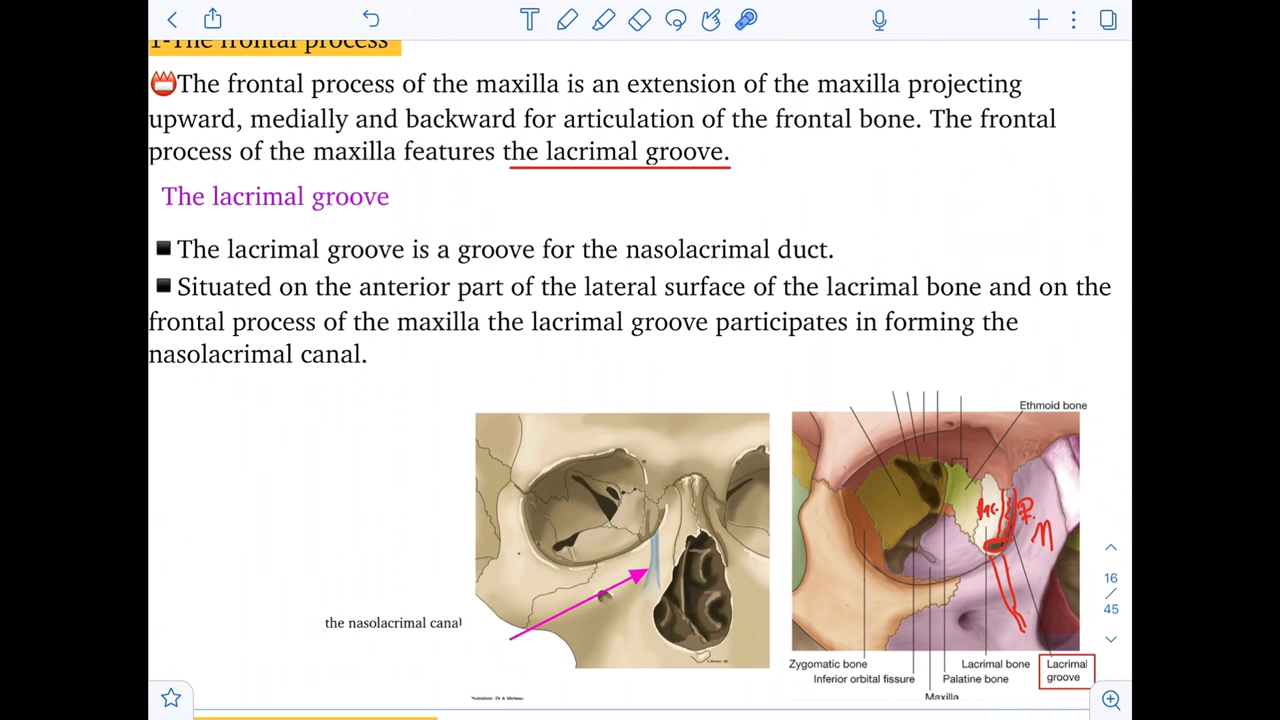 1-The frontal process
The frontal process of the maxilla is an extension of the maxilla projecting
upward, medially and backward for articulation of the frontal bone. The frontal
process of the maxilla features the lacrimal groove.
The lacrimal groove
The lacrimal groove is a groove for the nasolacrimal duct.
Situated on the anterior part of the lateral surface of the lacrimal bone and on the
frontal process of the maxilla the lacrimal groove participates in forming the
nasolacrimal canal.
Ethmoid bone
M
16
/
45
the nasolacrimal canal
Zygomatic bone
Lacrimal bone
Lacrimal
groove
Inferior orbital fissure
Palatine bone
Maxilla